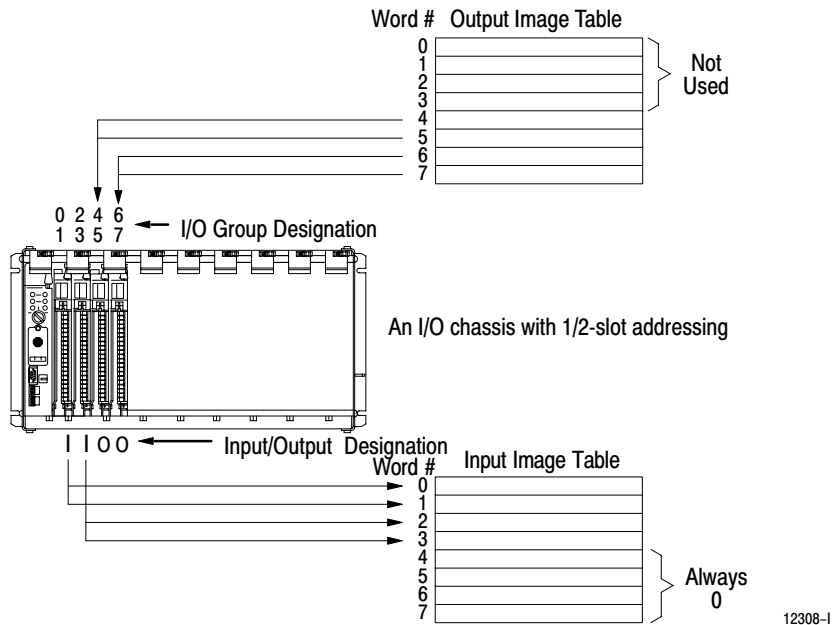 Word # Output Image Table
0
1
2
3
4
5
6
7
Not
Used
0 2 4 6
1 3 5 7
I/O Group Designation
An I/O chassis with 1/2-slot addressing
I I O O
Input/Output Designation
Word # Input Image Table
0
1
2
3
4
5
6
7
Always
0
12308–I